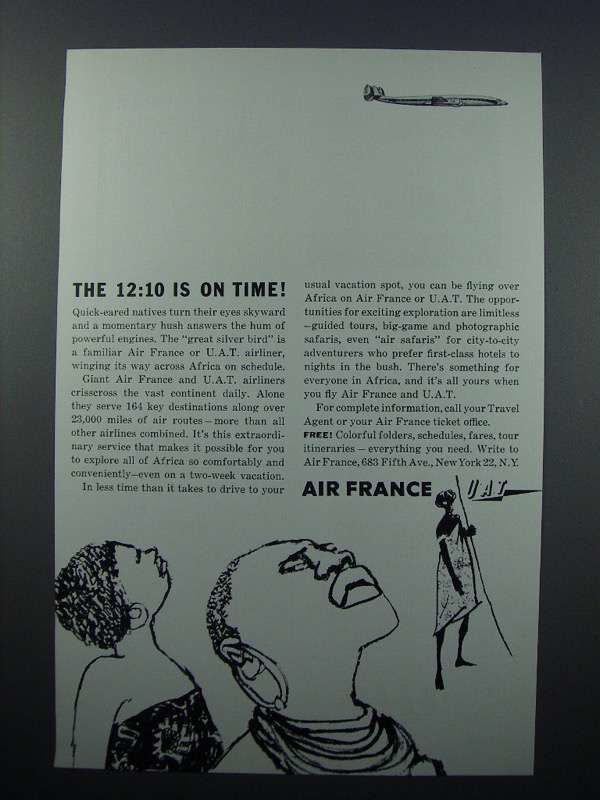 THE 12:10 IS ON TIME!
Quick-eared natives turn their eyes skyward
and a momentary hush answers the hum of
powerful engines. The "great silver bird" is
a familiar Air France or U.A.T. airliner,
winging its way across Africa on schedule.
Giant Air France and U.A.T. airliners
crisscross the vast continent daily. Alone
they serve 164 key destinations along over
23,000 miles of air routes—more than all
other airlines combined. It's this extraordi-
nary service that makes it possible for you
to explore all of Africa so comfortably and
conveniently—even on a two-week vacation.
In less time than it takes to drive to your
usual vacation spot, you can be flying over
Africa on Air France or U.A.T. The oppor-
tunities for exciting exploration are limitless
—guided tours, big-game and photographic
safaris, even "air safaris" for city-to-city
adventurers who prefer first-class hotels to
nights in the bush. There's something for
everyone in Africa, and it's all yours when
you fly Air France and U.A.T.
For complete information, call your Travel
Agent or your Air France ticket office.
FREE! Colorful folders, schedules, fares, tour
itineraries — everything you need. Write to
Air France, 683 Fifth Ave., New York 22, N.Y.
AIR FRANCE UAT